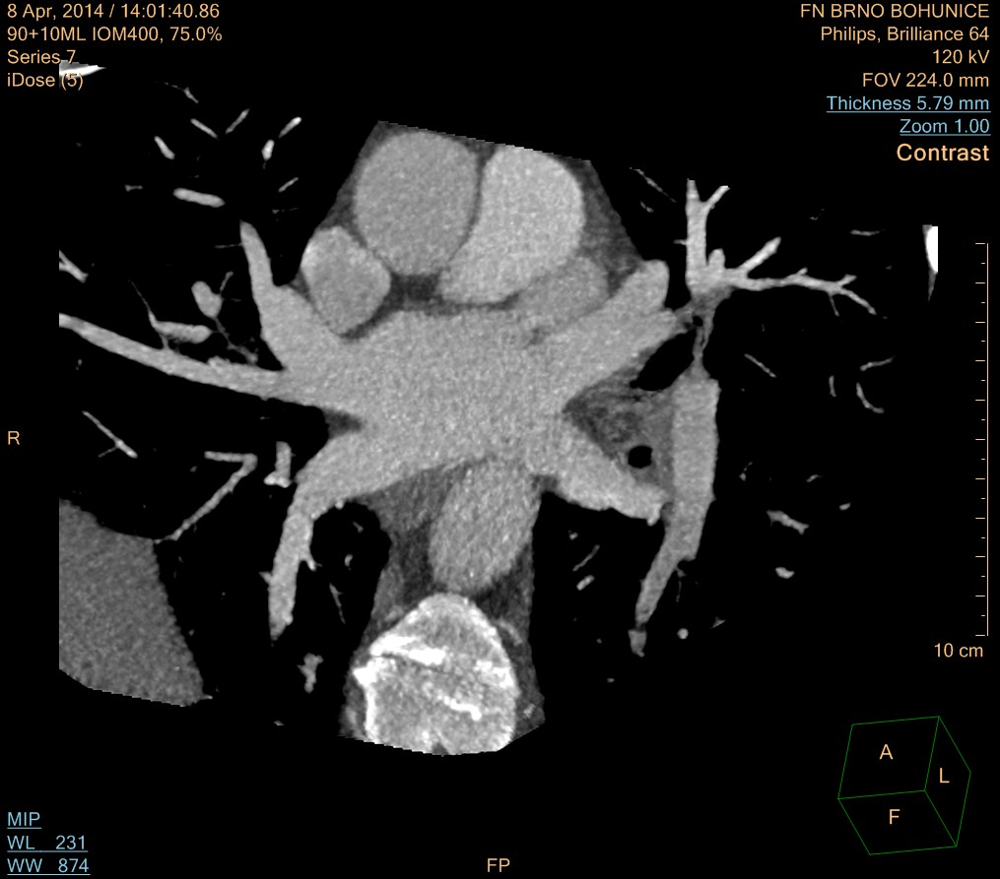 8 Apr, 2014 / 14:01:40.86
90+10ML IOM400, 75.0%
Series 7
iDose (5)
FN BRNO BOHUNICE
Philips, Brilliance 64
120 kV
FOV 224.0 mm
Thickness 5.79 mm
Zoom 1.00
Contrast
R
10 cm
A
L
F
MIP
WL 231
WW 874
FP